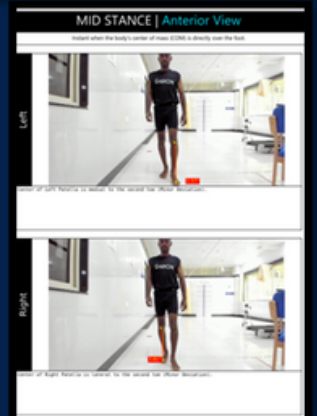 MID STANCE | Anterior View
Instant when the body's center of mass (COM) is directly over the foot.
Left
Center of Left Patella is medial to the second toe (Minor Deviation).
Right
Center of Right Patella is lateral to the second toe (Minor Deviation).